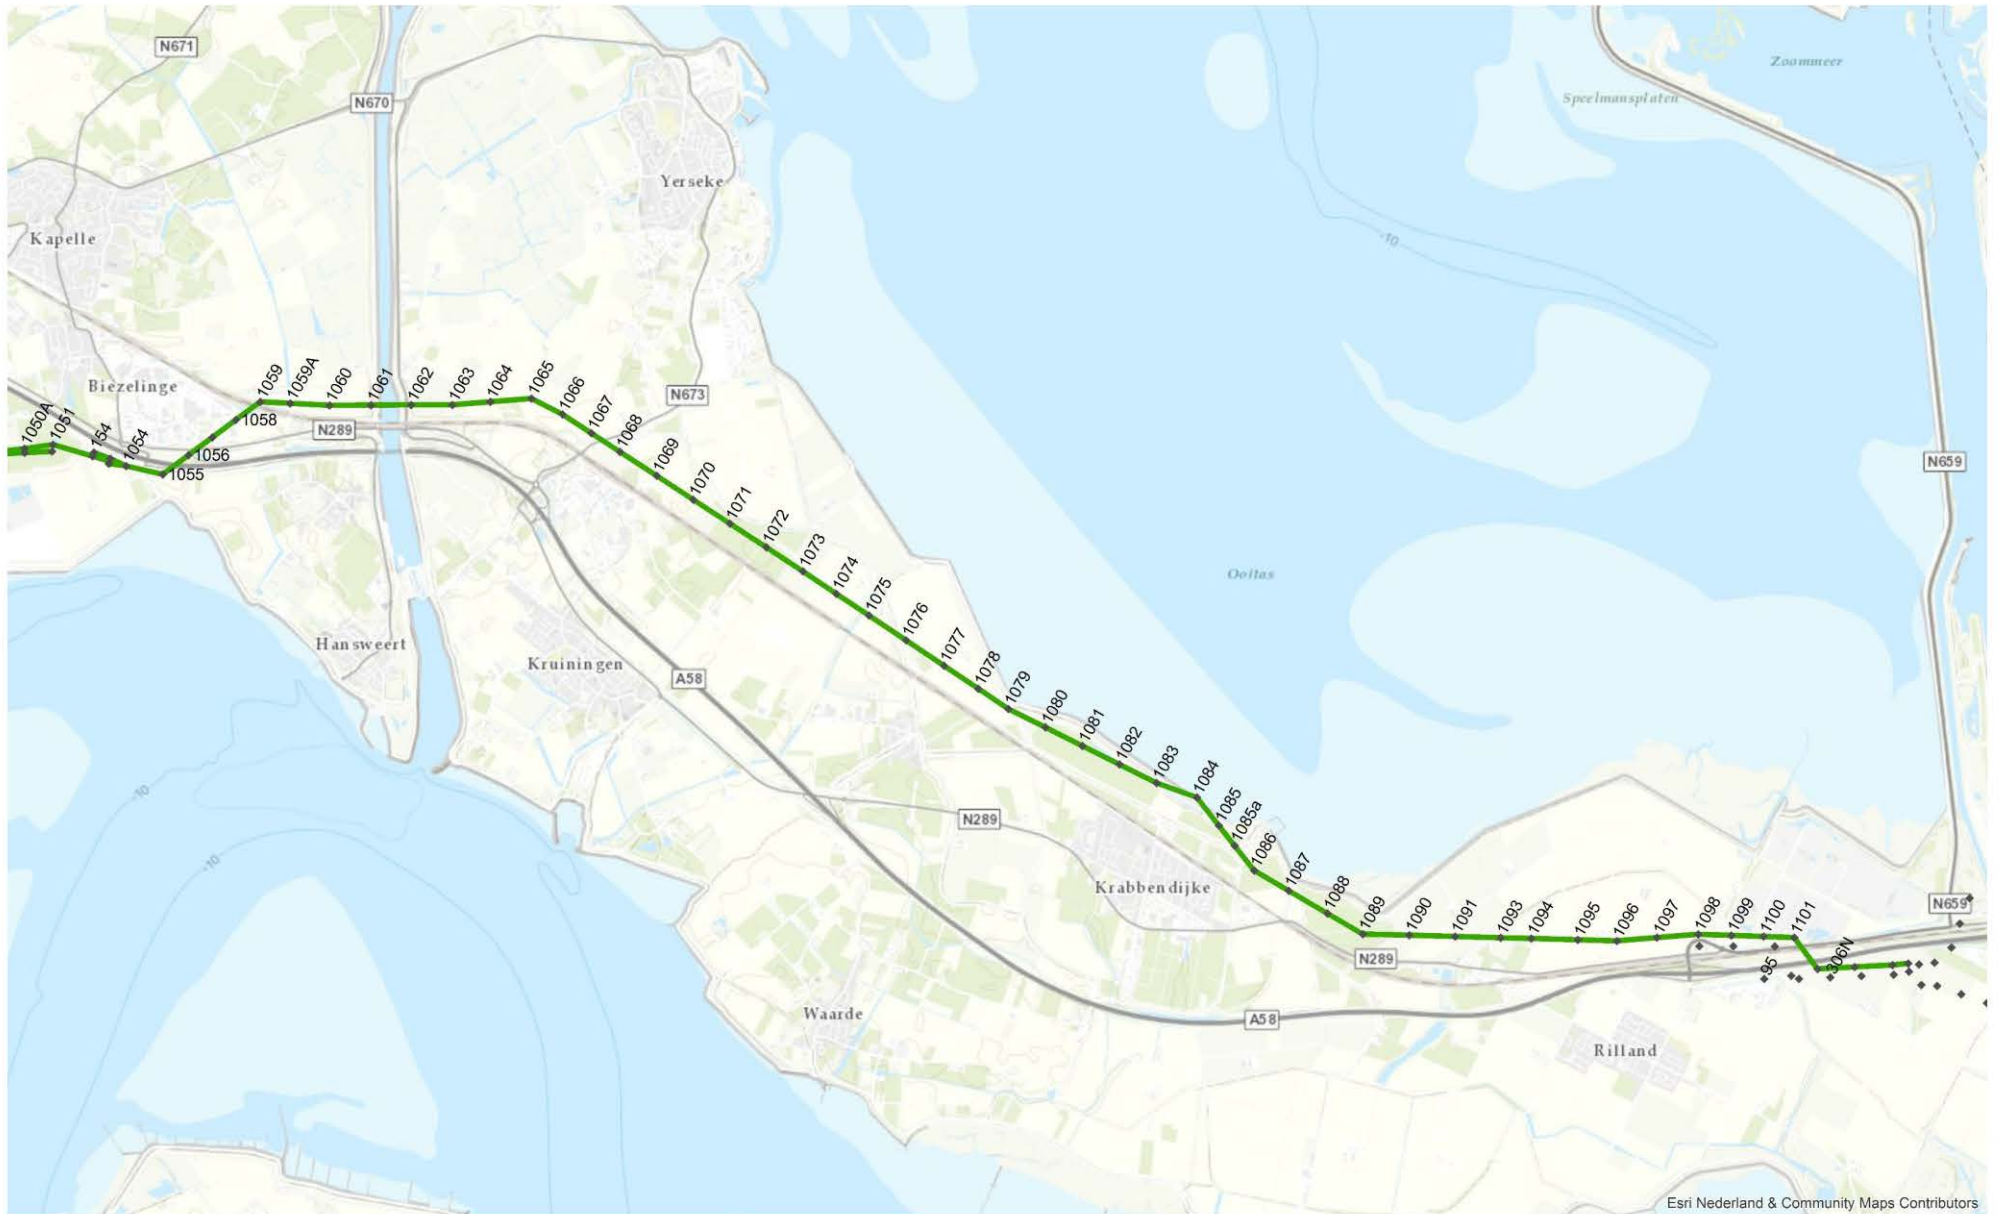 N671
Zoommeer
Speelmansplaten
N670
Yerseke
Kapelle
-10
Biezelinge
1059
1059A
1060
1061
1062
1063
1064
1065
N673
1050A
1051
154
1054
1058
N289
1066
1067
1068
1056
1055
1069
1070
1071
1072
1073
1074
1075
1076
1077
1078
1079
N659
Ooitas
Hansweert
Kruiningen
A58
1080
1081
1082
1083
1084
1085
1085a
1086
1087
1088
1089
-10
-10
N289
Krabbendijke
1090
1091
1093
1094
1095
1096
1097
1098
1099
1100
1101
N659
N289
95
306N
Waarde
A58
Rilland
Esri Nederland & Community Maps Contributors